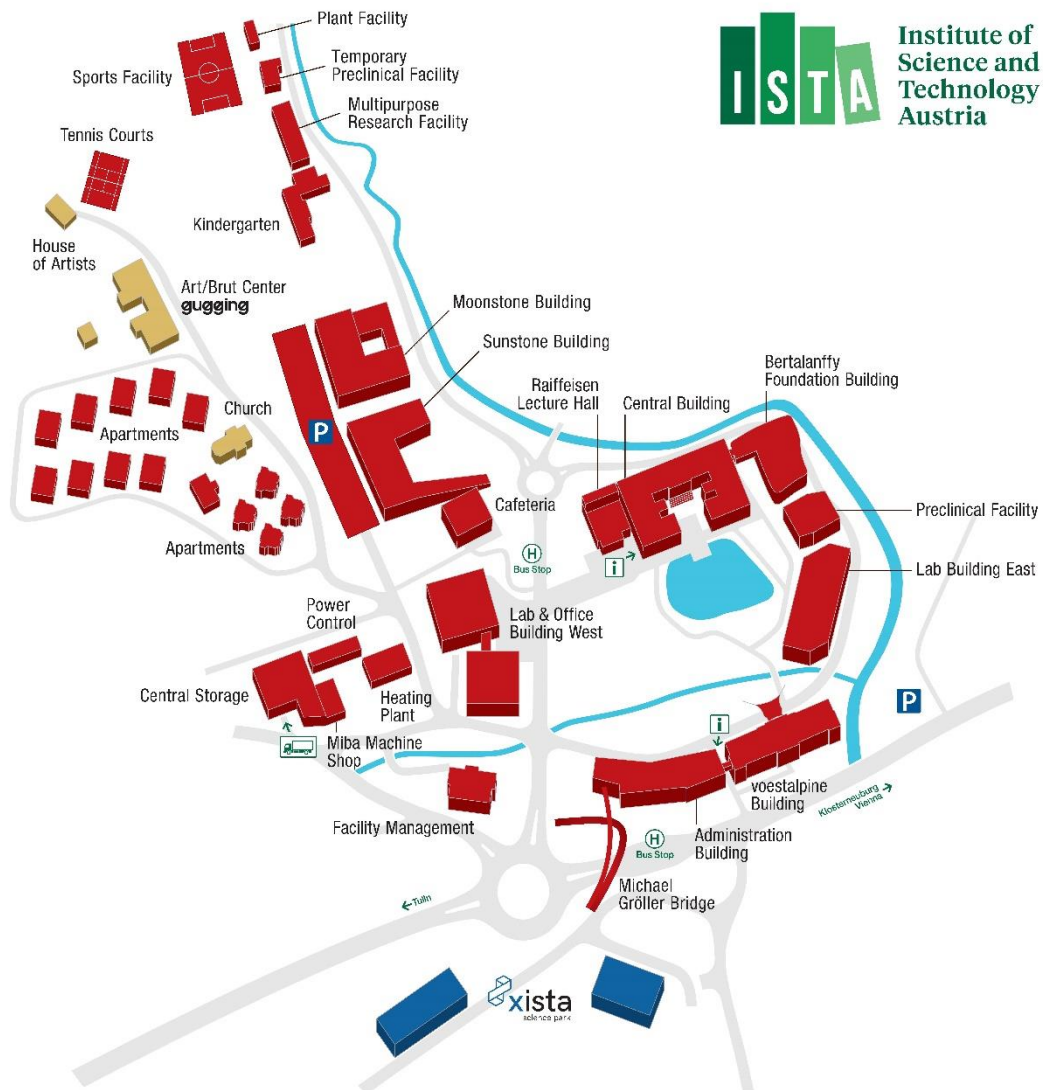 Plant Facility
Sports Facility
Temporary
Preclinical Facility
Multipurpose
Research Facility
Tennis Courts
Kindergarten
House
of Artists
Art/Brut Center
gugging
ISTA
Institute of
Science and
Technology
Austria
Moonstone Building
Sunstone Building
Bertalanffy
Foundation Building
Raiffeisen
Lecture Hall
Central Building
Church
Apartments
P
Cafeteria
Preclinical Facility
Apartments
H
Bus Stop
i
Lab Building East
Power
Control
Lab & Office
Building West
Central Storage
Heating
Plant
P
Miba Machine
Shop
i
voestalpine
Building
Klosterneuburg
Vienna
Facility Management
H
Bus Stop
Administration
Building
Michael
Gröller Bridge
Tulln
xista
science park